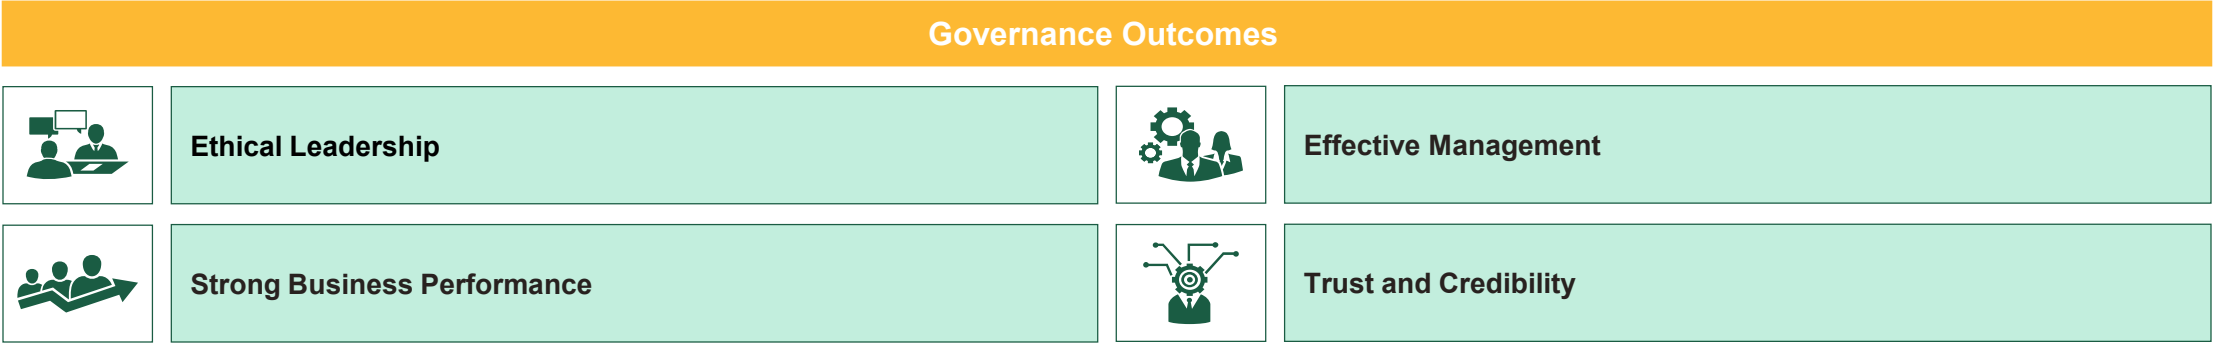 Governance Outcomes
Ethical Leadership
Effective Management
Strong Business Performance
Trust and Credibility